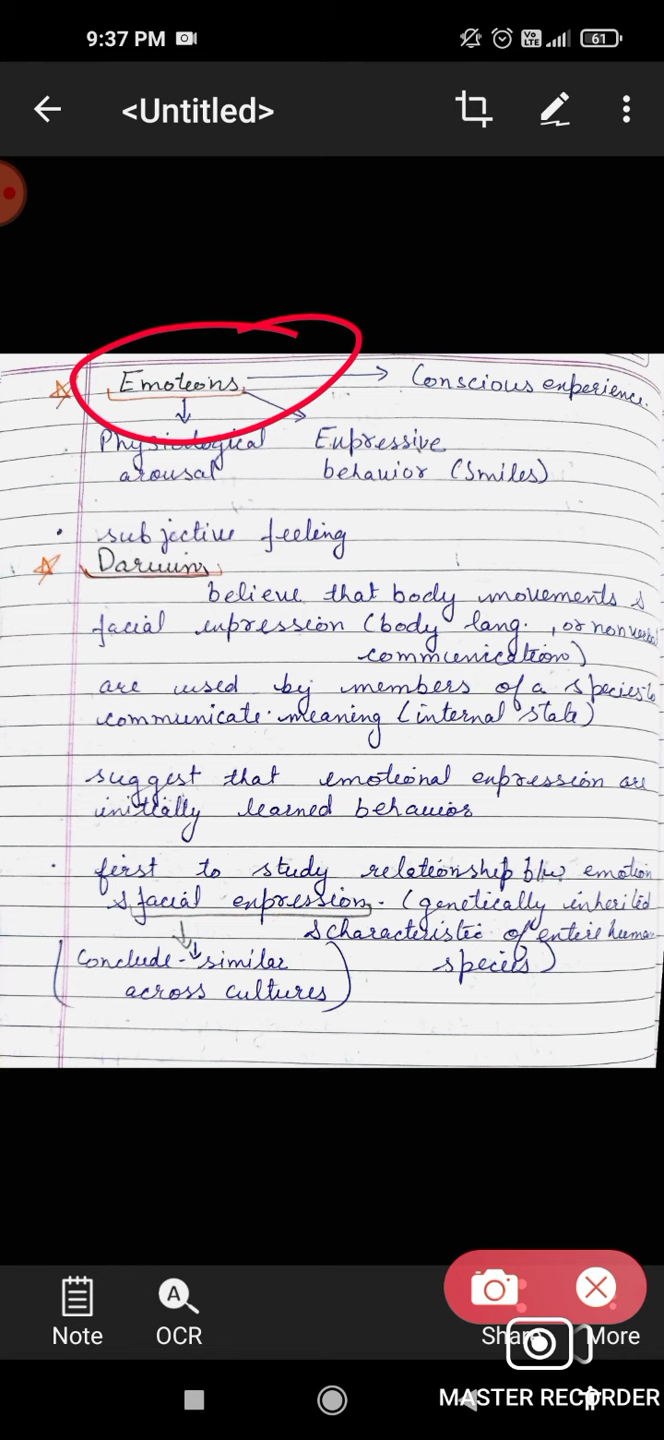 9:37 PM
Vo LTE
61
<Untitled>
Emotions → Conscious experience.
Physiological Expressive
arousal behavior (Smiles)
• subjective feeling
Darwin
believe that body movements &
facial expression (body lang., or nonverbal
communication)
are used by members of a species to
communicate meaning (internal state)
suggest that emotional expression are
initially learned behavior
• first to study relationship b/w emotion
& facial expression. (genetically inherited
& characteristic of entire human
species)
(Conclude → similar
across cultures)
Note
OCR
Share
More
MASTER RECORDER